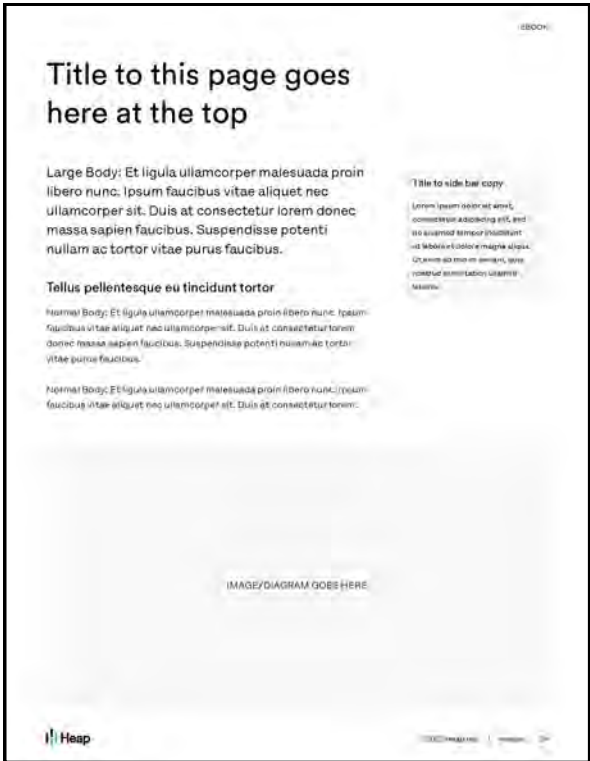 EBOOK
Title to this page goes
here at the top
Large Body: Et ligula ullamcorper malesuada proin
libero nunc. Ipsum faucibus vitae aliquet nec
ullamcorper sit. Duis at consectetur lorem donec
massa sapien faucibus. Suspendisse potenti
nullam ac tortor vitae purus faucibus.
Tellus pellentesque eu tincidunt tortor
Normal Body: Et ligula ullamcorper malesuada proin libero nunc. Ipsum
faucibus vitae aliquet nec ullamcorper sit. Duis at consectetur lorem
donec massa sapien faucibus. Suspendisse potenti nullam ac tortor
vitae purus faucibus.
Normal Body: Et ligula ullamcorper malesuada proin libero nunc. Ipsum
faucibus vitae aliquet nec ullamcorper sit. Duis at consectetur lorem.
Title to side bar copy
Lorem ipsum dolor sit amet,
consectetur adipiscing elit, sed
do eiusmod tempor incididunt
ut labore et dolore magna aliqua.
Ut enim ad minim veniam, quis
nostrud exercitation ullamco
laboris.
IMAGE/DIAGRAM GOES HERE
Heap